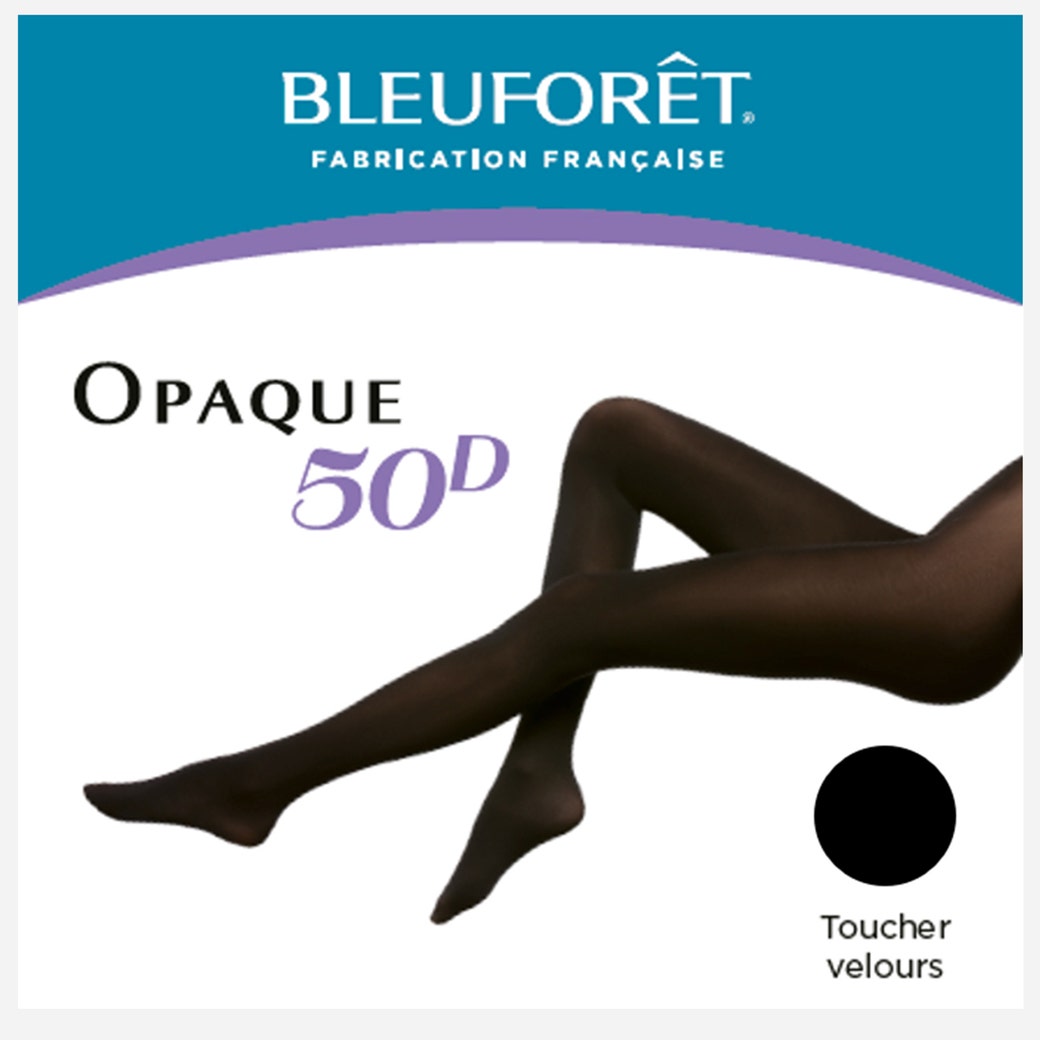 BLEUFORÊT®
FABRICATION FRANÇAISE
OPAQUE
50D
Toucher
velours